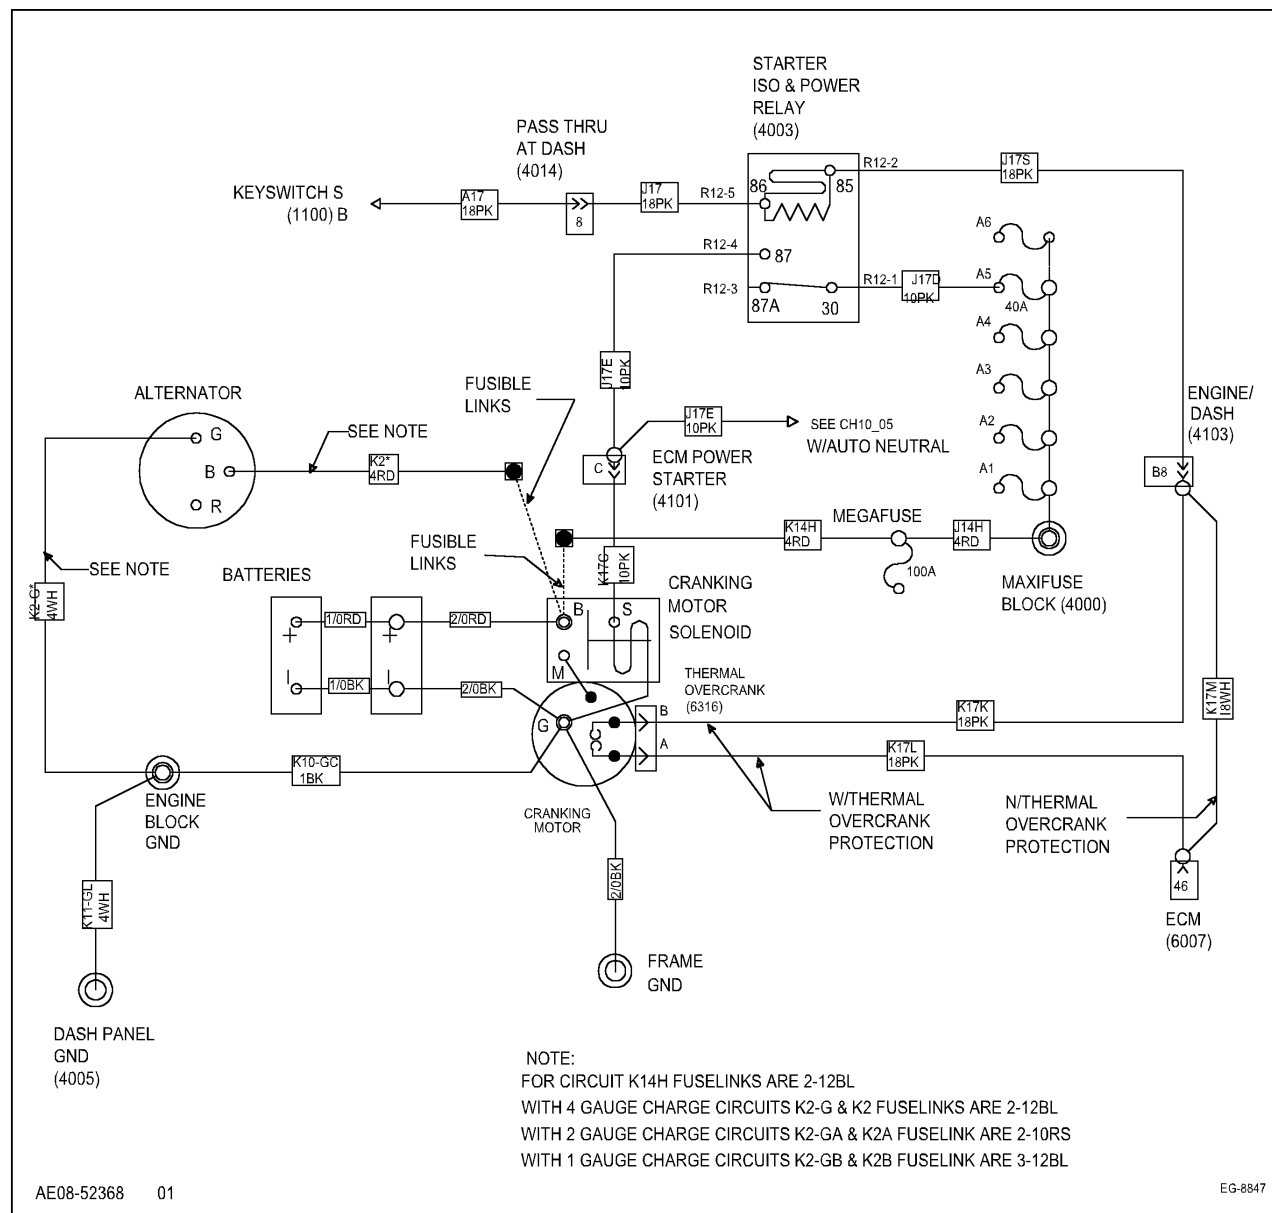 STARTER
ISO & POWER
RELAY
(4003)
PASS THRU
AT DASH
(4014)
KEYSWITCH S
(1100) B
A17
18PK
8
J17
18PK
R12-5
86
85
R12-2
J17S
18PK
R12-4
87
R12-3
87A
30
R12-1
J17D
10PK
A6
A5
40A
A4
A3
A2
A1
J17E
10PK
FUSIBLE
LINKS
ALTERNATOR
G
B
R
SEE NOTE
K2*
4RD
J17E
10PK
SEE CH10_05
W/AUTO NEUTRAL
C
ECM POWER
STARTER
(4101)
ENGINE/
DASH
(4103)
B8
MEGAFUSE
K14H
4RD
J14H
4RD
100A
MAXIFUSE
BLOCK (4000)
FUSIBLE
LINKS
SEE NOTE
K2-G*
4WH
BATTERIES
1/0RD
2/0RD
1/0BK
2/0BK
+
+
I
I
K17C
10PK
B
S
M
CRANKING
MOTOR
SOLENOID
THERMAL
OVERCRANK
(6316)
G
B
A
K17K
18PK
K17L
18PK
K17M
18WH
K10-GC
1BK
ENGINE
BLOCK
GND
CRANKING
MOTOR
W/THERMAL
OVERCRANK
PROTECTION
N/THERMAL
OVERCRANK
PROTECTION
K11-GL
4WH
2/0BK
46
ECM
(6007)
FRAME
GND
DASH PANEL
GND
(4005)
NOTE:
FOR CIRCUIT K14H FUSELINKS ARE 2-12BL
WITH 4 GAUGE CHARGE CIRCUITS K2-G & K2 FUSELINKS ARE 2-12BL
WITH 2 GAUGE CHARGE CIRCUITS K2-GA & K2A FUSELINK ARE 2-10RS
WITH 1 GAUGE CHARGE CIRCUITS K2-GB & K2B FUSELINK ARE 3-12BL
AE08-52368 01
EG-8847